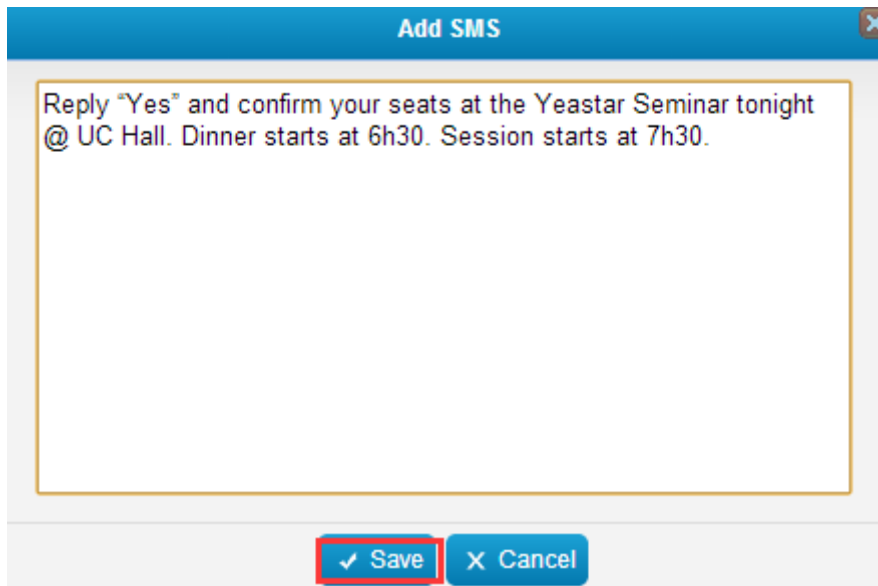 Add SMS
Reply “Yes” and confirm your seats at the Yeastar Seminar tonight
@ UC Hall. Dinner starts at 6h30. Session starts at 7h30.
Save
Cancel